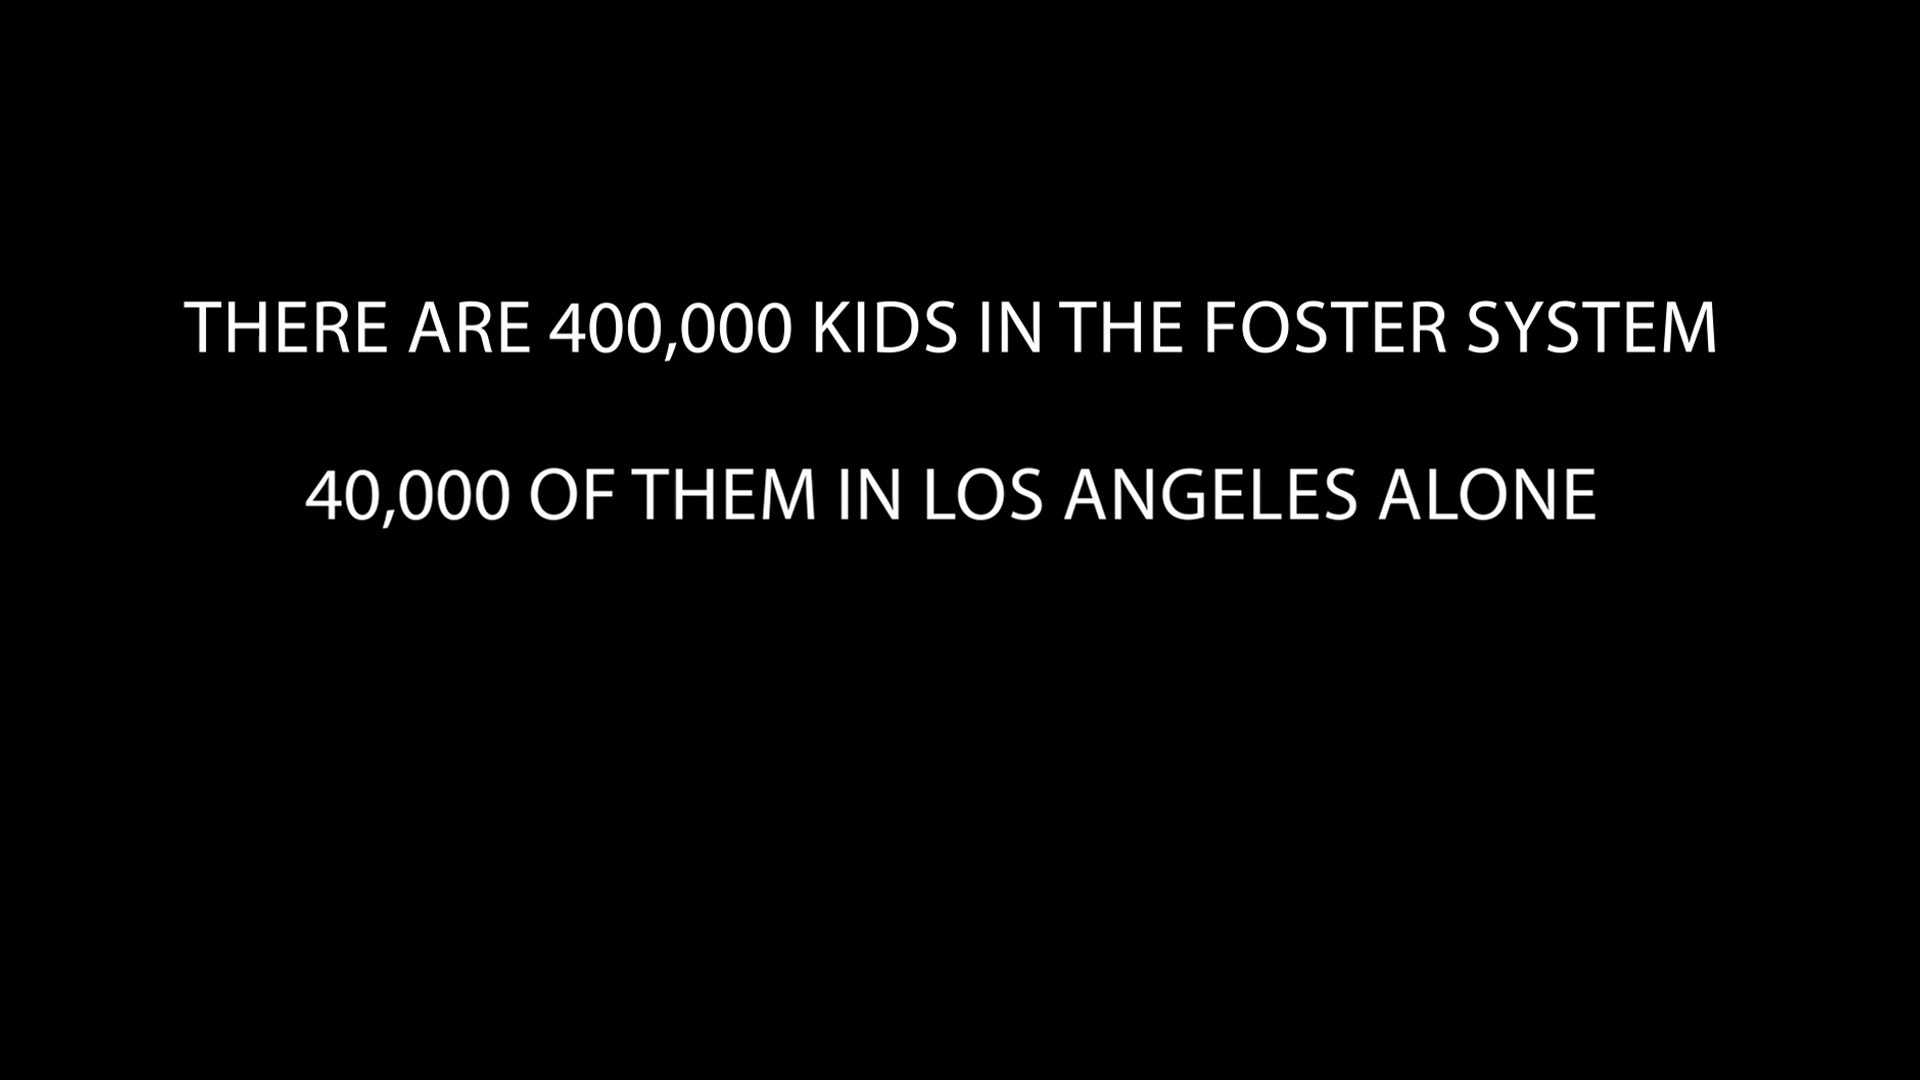 THERE ARE 400,000 KIDS IN THE FOSTER SYSTEM
40,000 OF THEM IN LOS ANGELES ALONE